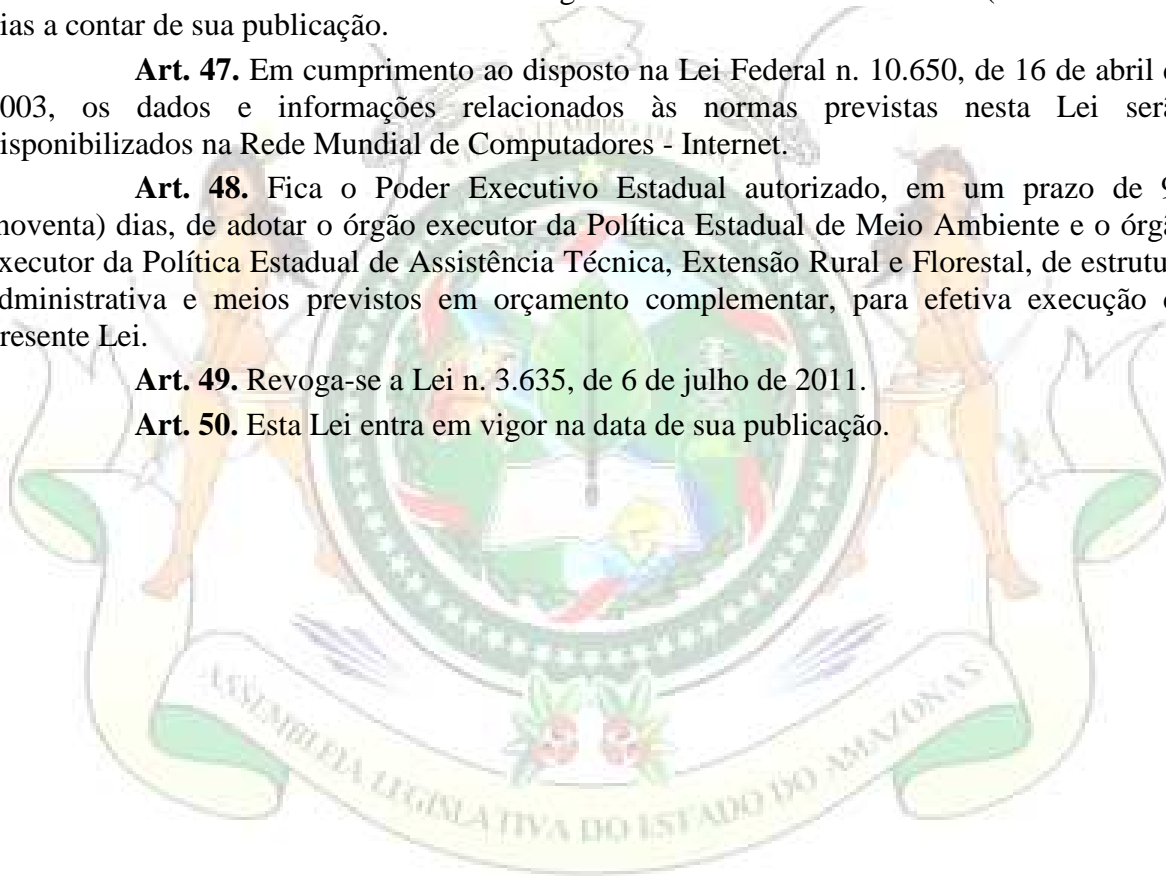 ias a contar de sua publicação.
Art. 47. Em cumprimento ao disposto na Lei Federal n. 10.650, de 16 de abril
003, os dados e informações relacionados às normas previstas nesta Lei ser
isponibilizados na Rede Mundial de Computadores - Internet.
Art. 48. Fica o Poder Executivo Estadual autorizado, em um prazo de 9
noventa) dias, de adotar o órgão executor da Política Estadual de Meio Ambiente e o órgã
xecutor da Política Estadual de Assistência Técnica, Extensão Rural e Florestal, de estrutu
dministrativa e meios previstos em orçamento complementar, para efetiva execução
resente Lei.
Art. 49. Revoga-se a Lei n. 3.635, de 6 de julho de 2011.
Art. 50. Esta Lei entra em vigor na data de sua publicação.
ASSEMBLEIA LEGISLATIVA DO ESTADO DO AMAZONAS